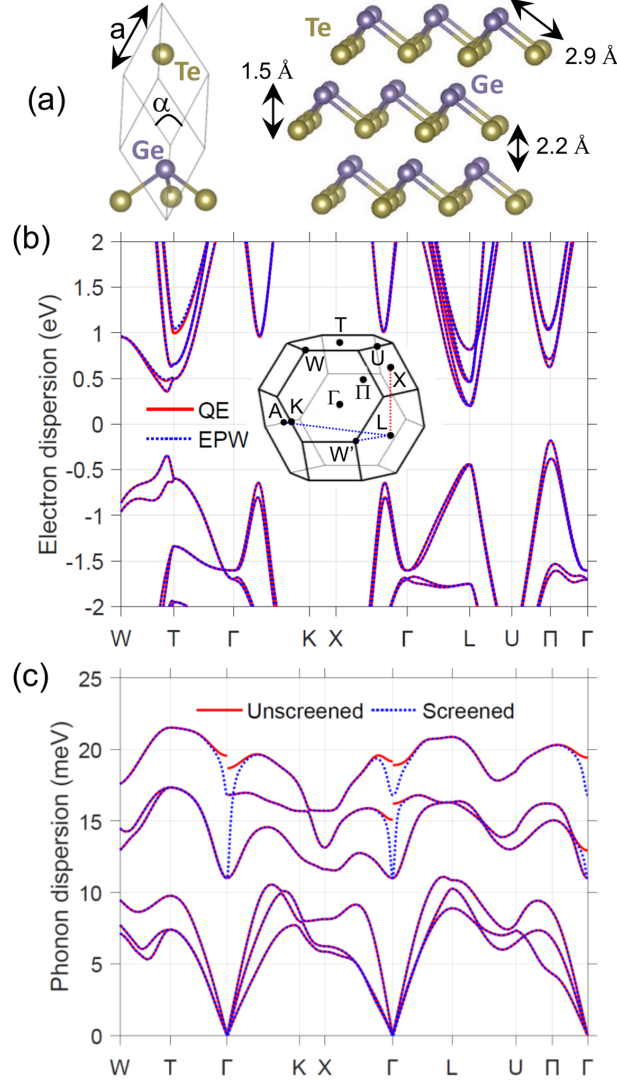 (a)
a
Te
α
Ge
Te
Ge
1.5 Å
2.9 Å
2.2 Å
(b)
Electron dispersion (eV)
2
1.5
1
0.5
0
-0.5
-1
-1.5
-2
QE
EPW
T
W
U
X
Π
Γ
A
K
L
W'
W T Γ K X Γ L U Π Γ
(c)
Phonon dispersion (meV)
25
20
15
10
5
0
Unscreened Screened
W T Γ K X Γ L U Π Γ